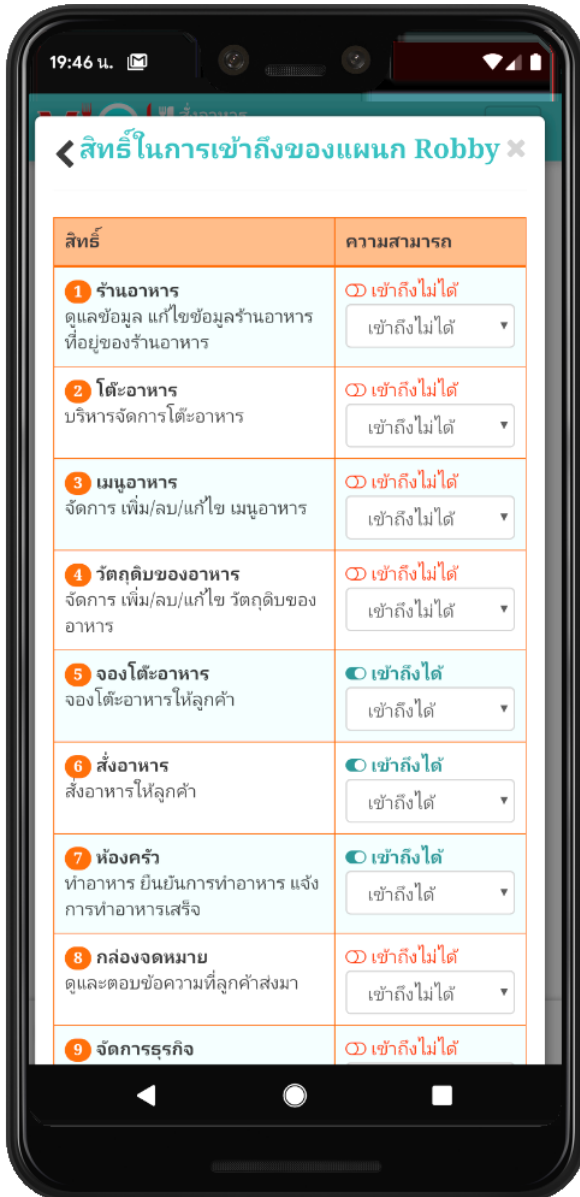 19:46 น.
สั่งอาหาร
สิทธิ์ในการเข้าถึงของแผนก Robby
สิทธิ์ ความสามารถ
1 ร้านอาหาร
ดูแลข้อมูล แก้ไขข้อมูลร้านอาหาร
ที่อยู่ของร้านอาหาร
เข้าถึงไม่ได้
เข้าถึงไม่ได้
2 โต๊ะอาหาร
บริหารจัดการโต๊ะอาหาร
เข้าถึงไม่ได้
เข้าถึงไม่ได้
3 เมนูอาหาร
จัดการ เพิ่ม/ลบ/แก้ไข เมนูอาหาร
เข้าถึงไม่ได้
เข้าถึงไม่ได้
4 วัตถุดิบของอาหาร
จัดการ เพิ่ม/ลบ/แก้ไข วัตถุดิบของ
อาหาร
เข้าถึงไม่ได้
เข้าถึงไม่ได้
5 จองโต๊ะอาหาร
จองโต๊ะอาหารให้ลูกค้า
เข้าถึงได้
เข้าถึงได้
6 สั่งอาหาร
สั่งอาหารให้ลูกค้า
เข้าถึงได้
เข้าถึงได้
7 ห้องครัว
ทำอาหาร ยืนยันการทำอาหาร แจ้ง
การทำอาหารเสร็จ
เข้าถึงได้
เข้าถึงได้
8 กล่องจดหมาย
ดูและตอบข้อความที่ลูกค้าส่งมา
เข้าถึงไม่ได้
เข้าถึงไม่ได้
9 จัดการธุรกิจ
เข้าถึงไม่ได้